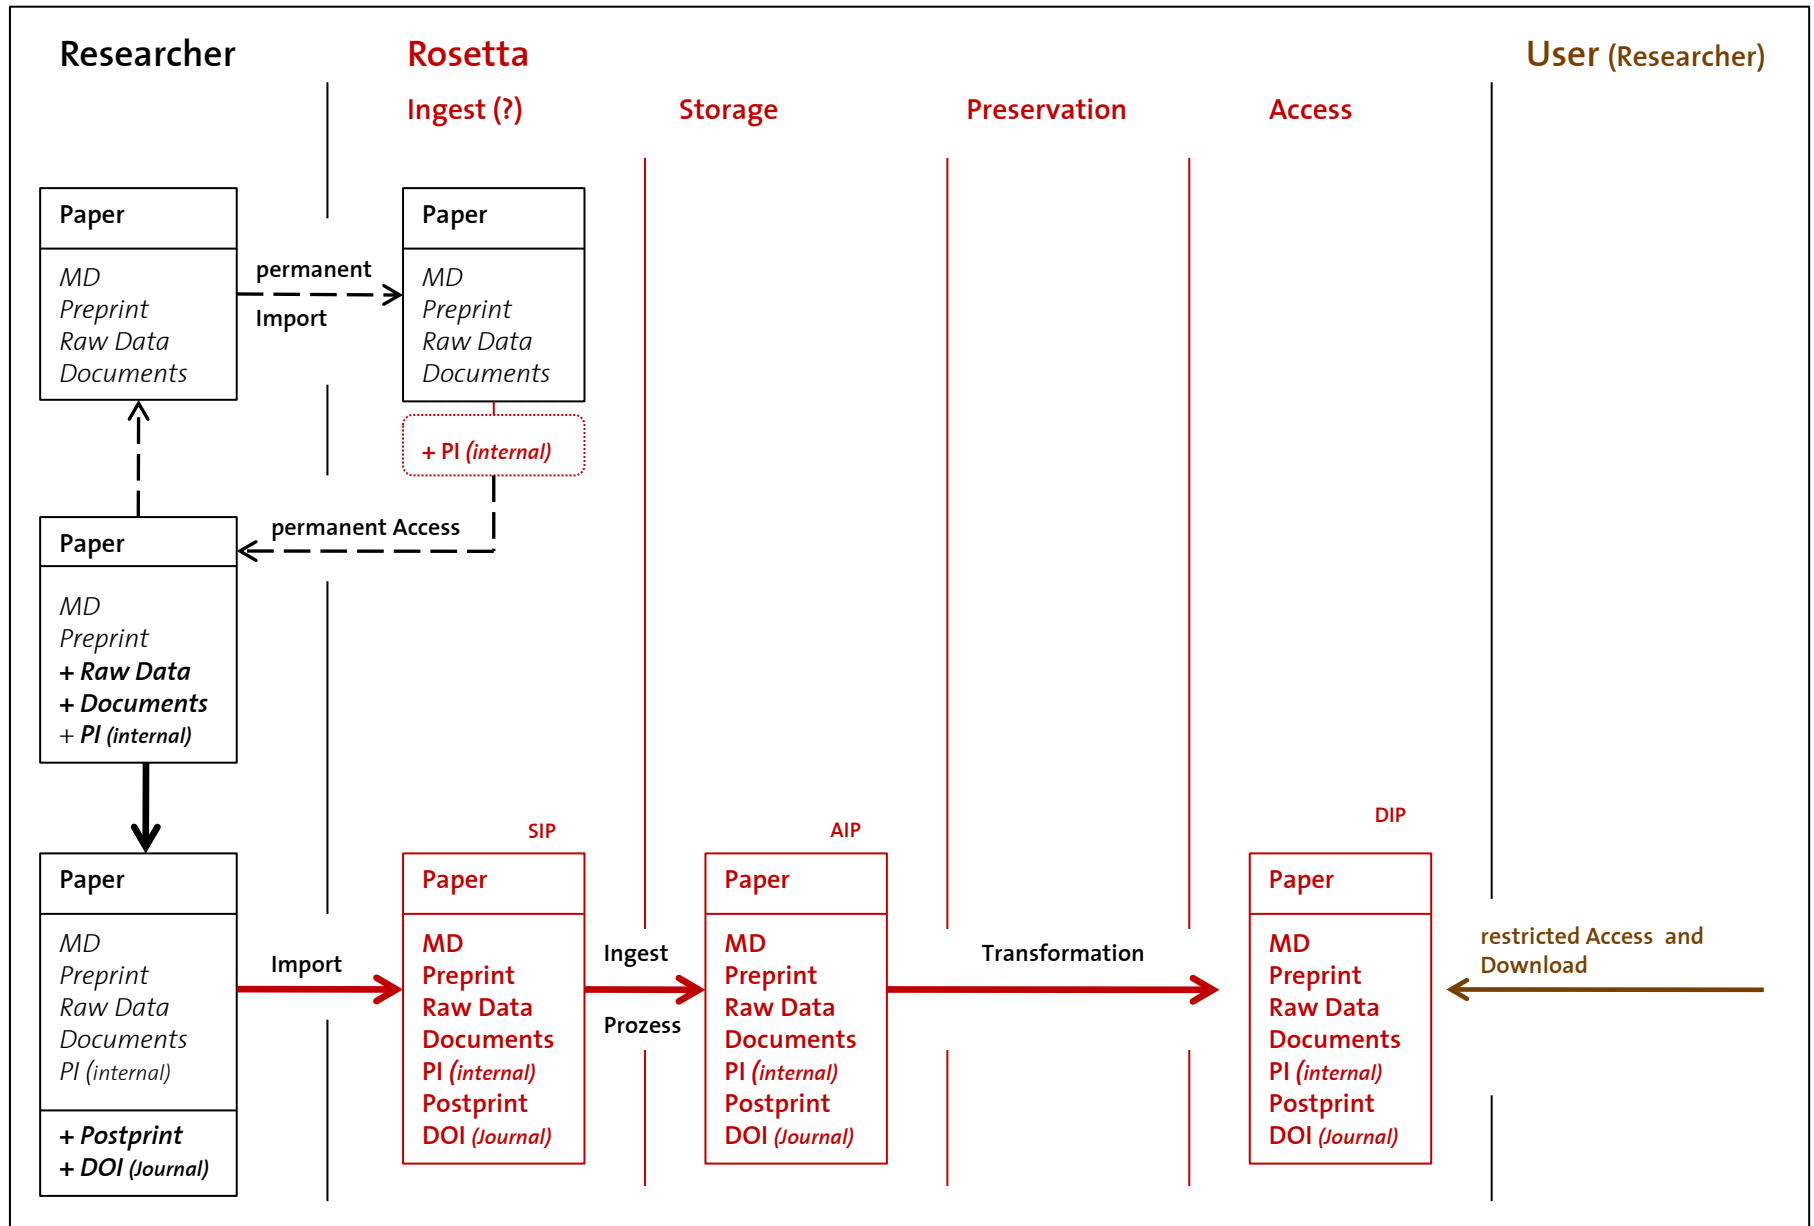 Researcher
Rosetta
User (Researcher)
Ingest (?)
Storage
Preservation
Access
Paper
MD
Preprint
Raw Data
Documents
permanent
Import
Paper
MD
Preprint
Raw Data
Documents
+ PI (internal)
permanent Access
Paper
MD
Preprint
+ Raw Data
+ Documents
+ PI (internal)
Paper
MD
Preprint
Raw Data
Documents
PI (internal)
+ Postprint
+ DOI (Journal)
Import
SIP
Paper
MD
Preprint
Raw Data
Documents
PI (internal)
Postprint
DOI (Journal)
Ingest
Prozess
AIP
Paper
MD
Preprint
Raw Data
Documents
PI (internal)
Postprint
DOI (Journal)
Transformation
DIP
Paper
MD
Preprint
Raw Data
Documents
PI (internal)
Postprint
DOI (Journal)
restricted Access and
Download